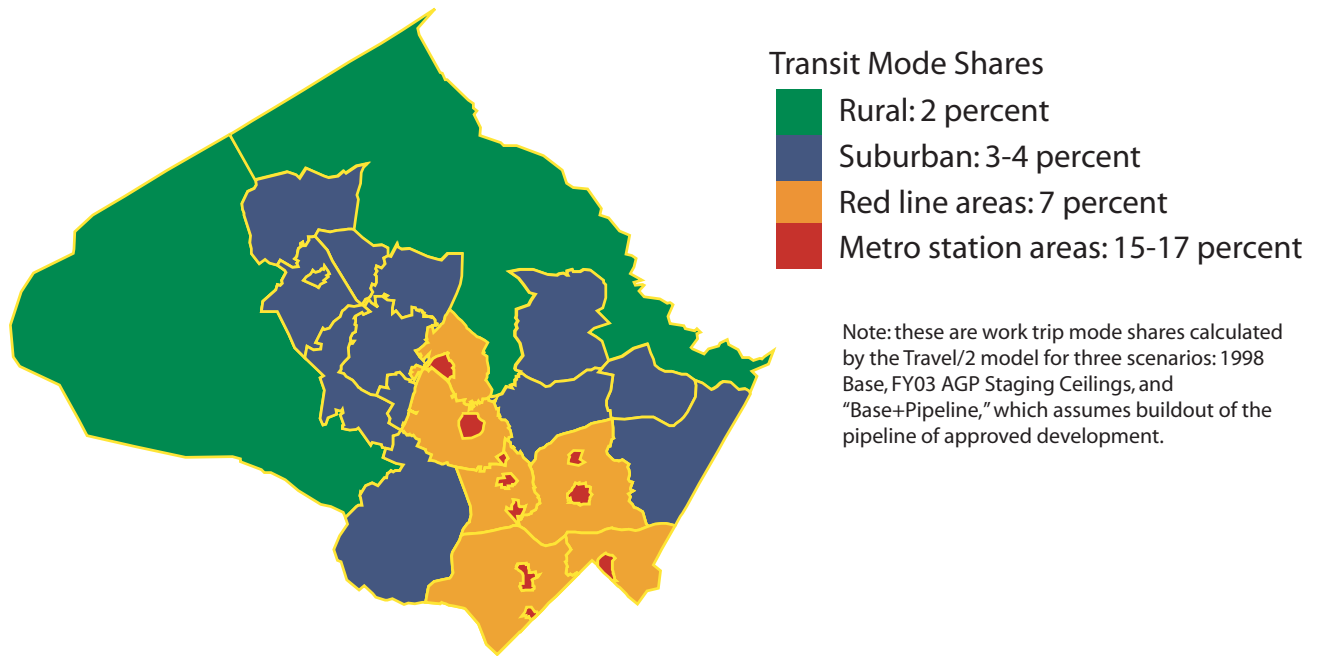 Transit Mode Shares
Rural: 2 percent
Suburban: 3-4 percent
Red line areas: 7 percent
Metro station areas: 15-17 percent
Note: these are work trip mode shares calculated
by the Travel/2 model for three scenarios: 1998
Base, FY03 AGP Staging Ceilings, and
“Base+Pipeline,” which assumes buildout of the
pipeline of approved development.